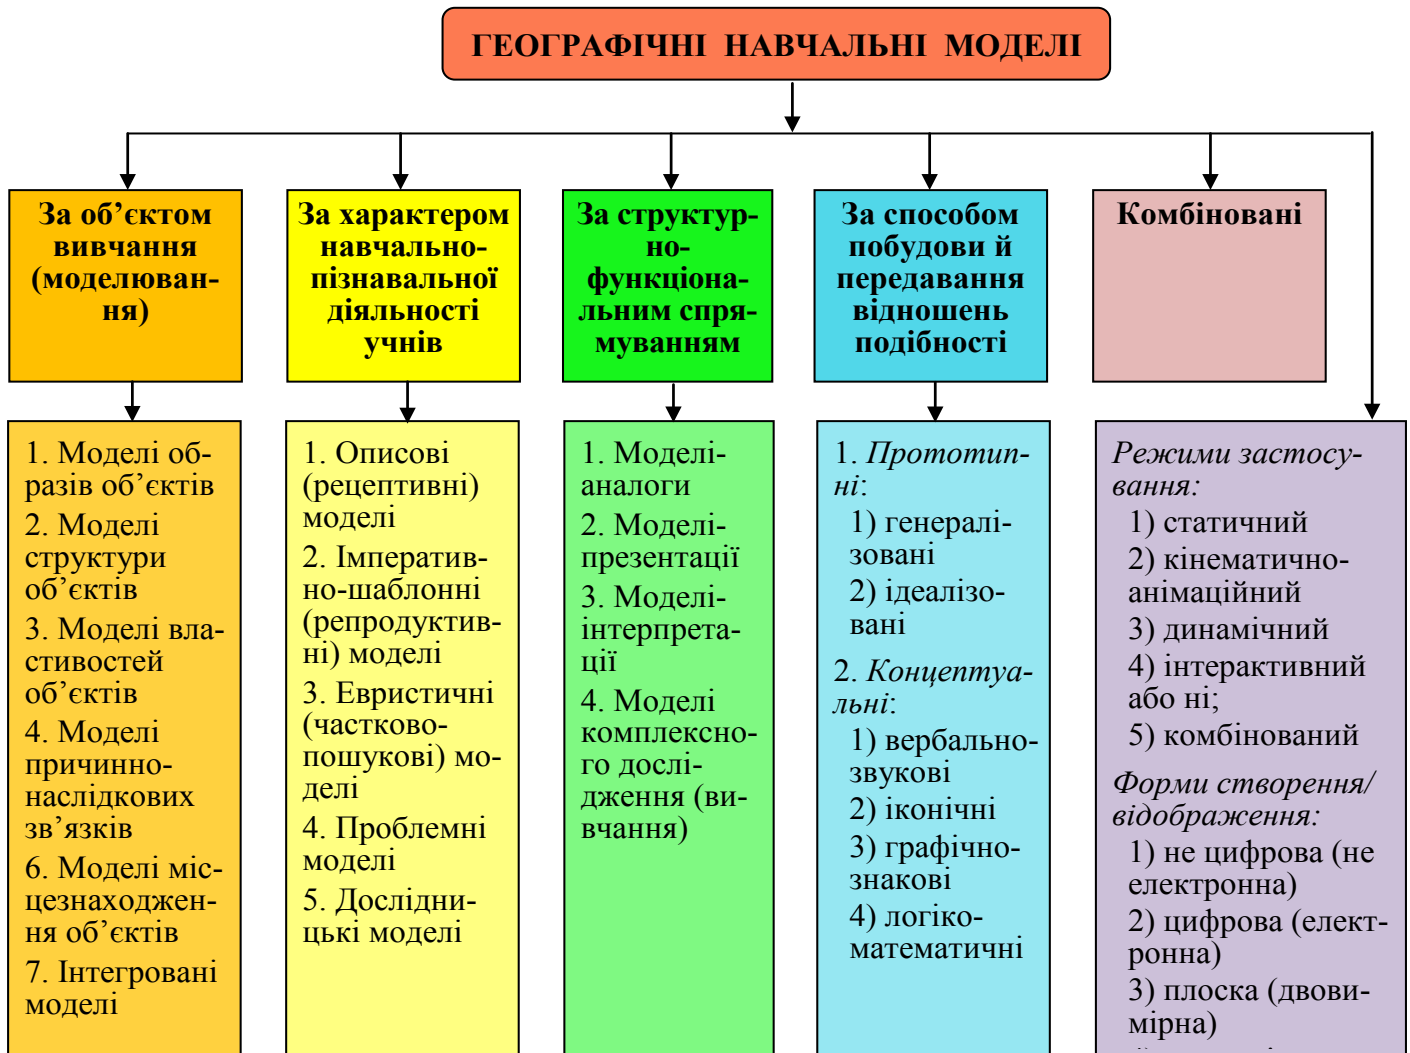 ГЕОГРАФІЧНІ НАВЧАЛЬНІ МОДЕЛІ
За об’єктом
вивчання
(моделюван-
ня)
За характером
навчально-
пізнавальної
діяльності
учнів
За структур-
но-
функціона-
льним спря-
муванням
За способом
побудови й
передавання
відношень
подібності
Комбіновані
1. Моделі об-
разів об’єктів
2. Моделі
структури
об’єктів
3. Моделі вла-
стивостей
об’єктів
4. Моделі
причинно-
наслідкових
зв’язків
6. Моделі міс-
цезнаходжен-
ня об’єктів
7. Інтегровані
моделі
1. Описові
(рецептивні)
моделі
2. Імператив-
но-шаблонні
(репродуктив-
ні) моделі
3. Евристичні
(частково-
пошукові) мо-
делі
4. Проблемні
моделі
5. Дослідни-
цькі моделі
1. Моделі-
аналоги
2. Моделі-
презентації
3. Моделі-
інтерпрета-
ції
4. Моделі
комплексно-
го дослі-
дження (ви-
вчання)
1. Прототип-
ні:
1) генералі-
зовані
2) ідеалізо-
вані
2. Концептуа-
льні:
1) вербально-
звукові
2) іконічні
3) графічно-
знакові
4) логіко-
математичні
Режими застосу-
вання:
1) статичний
2) кінематично-
анімаційний
3) динамічний
4) інтерактивний
або ні;
5) комбінований
Форми створення/
відображення:
1) не цифрова (не
електронна)
2) цифрова (елект-
ронна)
3) плоска (двови-
мірна)